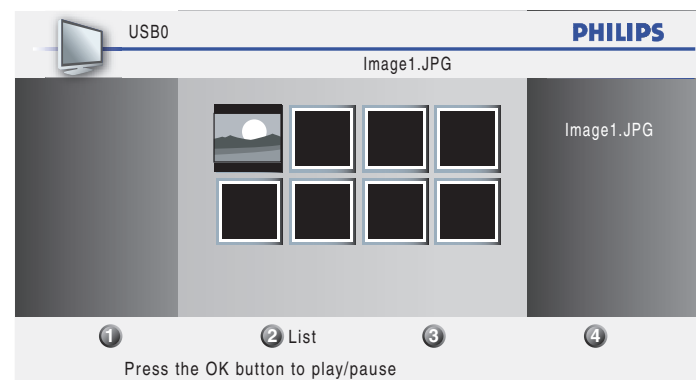 USB0 PHILIPS
Image1.JPG
Image1.JPG
1 2 List 3 4
Press the OK button to play/pause